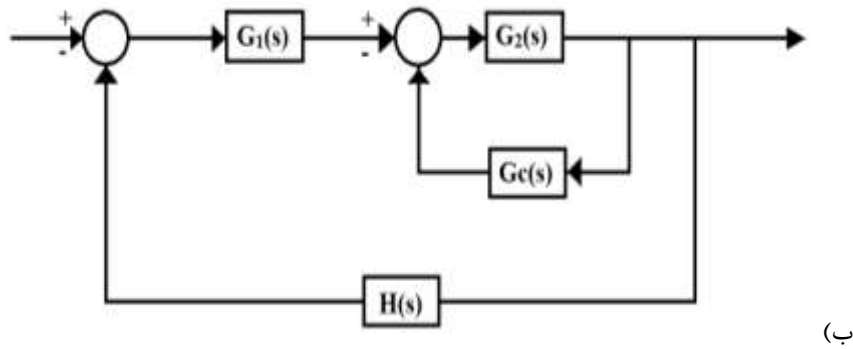 + - G₁(s) + - G₂(s)
Gc(s)
H(s)
ب)